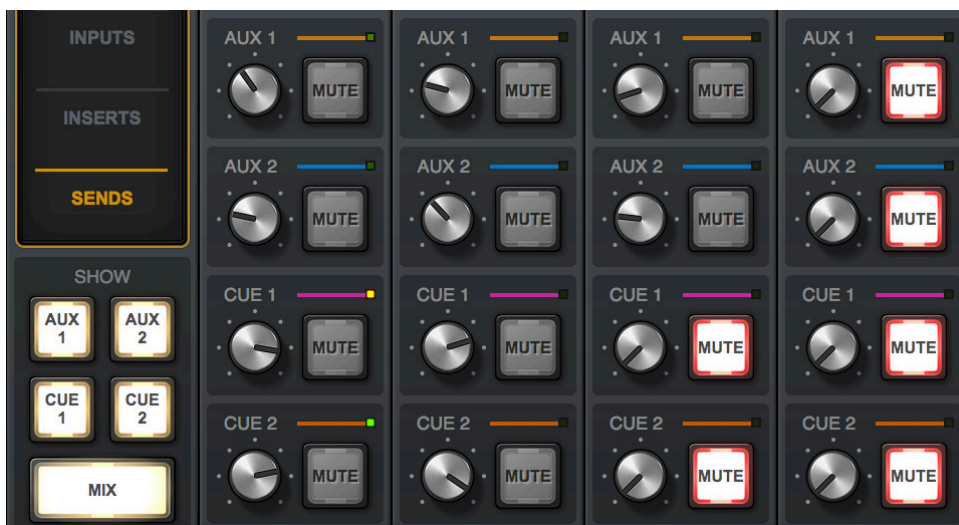 INPUTS
INSERTS
SENDS
SHOW
AUX 1
AUX 2
CUE 1
CUE 2
MIX
AUX 1 AUX 1 AUX 1 AUX 1
MUTE MUTE MUTE MUTE
AUX 2 AUX 2 AUX 2 AUX 2
MUTE MUTE MUTE MUTE
CUE 1 CUE 1 CUE 1 CUE 1
MUTE MUTE MUTE MUTE
CUE 2 CUE 2 CUE 2 CUE 2
MUTE MUTE MUTE MUTE